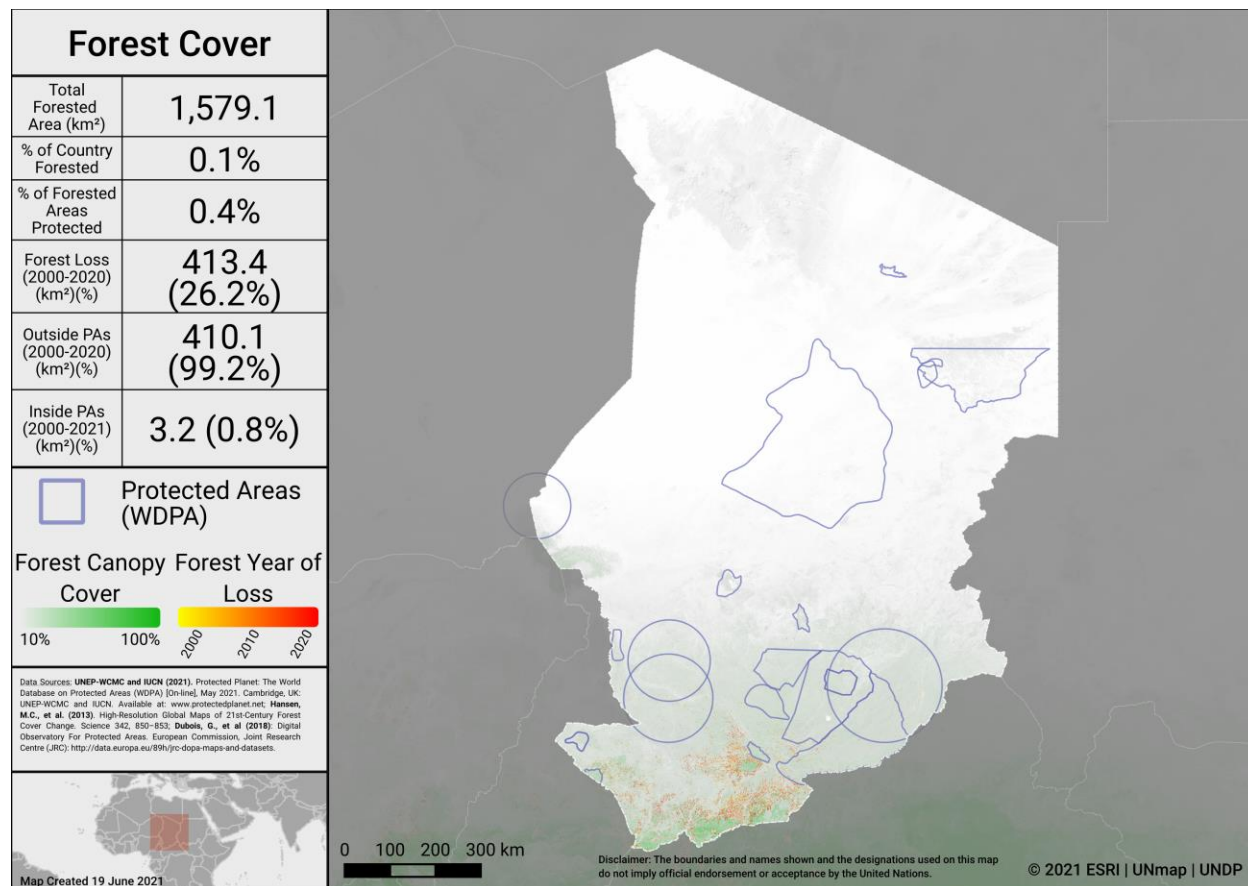 Forest Cover
Total
Forested
Area (km²)
1,579.1
% of Country
Forested
0.1%
% of Forested
Areas
Protected
0.4%
Forest Loss
(2000-2020)
(km²)(%)
413.4
(26.2%)
Outside PAs
(2000-2020)
(km²)(%)
410.1
(99.2%)
Inside PAs
(2000-2021)
(km²)(%)
3.2 (0.8%)
Protected Areas
(WDPA)
Forest Canopy
Cover
10%
100%
Forest Year of
Loss
2000
2010
2020
Data Sources: UNEP-WCMC and IUCN (2021). Protected Planet: The World
Database on Protected Areas (WDPA) [On-line], May 2021. Cambridge, UK:
UNEP-WCMC and IUCN. Available at: www.protectedplanet.net; Hansen,
M.C., et al. (2013). High-Resolution Global Maps of 21st-Century Forest
Cover Change. Science 342, 850–853; Dubois, G., et al (2018): Digital
Observatory For Protected Areas. European Commission, Joint Research
Centre (JRC): http://data.europa.eu/89h/jrc-dopa-maps-and-datasets.
Map Created 19 June 2021
0 100 200 300 km
Disclaimer: The boundaries and names shown and the designations used on this map
do not imply official endorsement or acceptance by the United Nations.
© 2021 ESRI | UNmap | UNDP